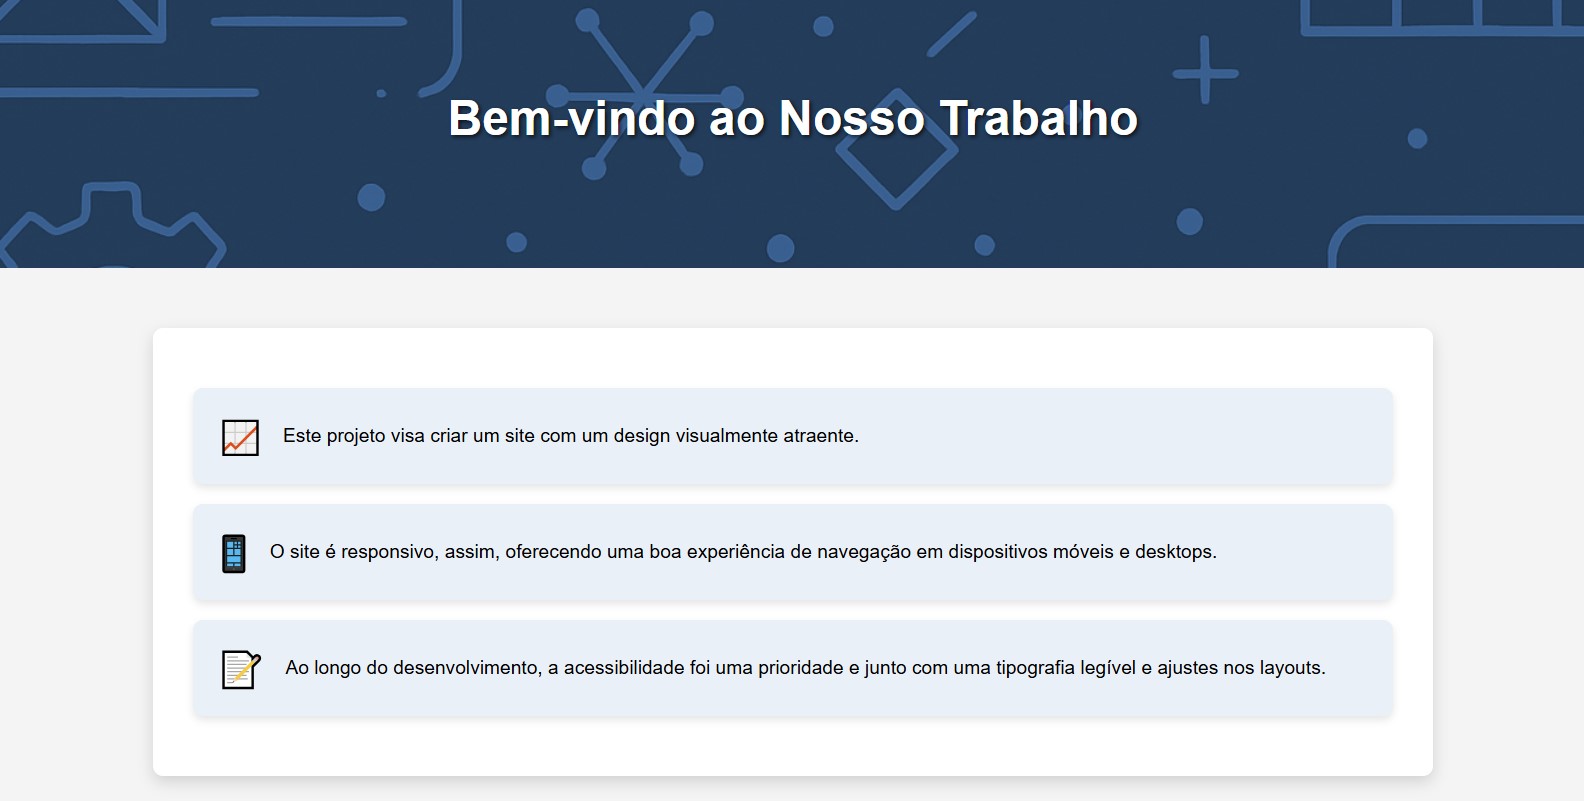 Bem-vindo ao Nosso Trabalho
Este projeto visa criar um site com um design visualmente atraente.
O site é responsivo, assim, oferecendo uma boa experiência de navegação em dispositivos móveis e desktops.
Ao longo do desenvolvimento, a acessibilidade foi uma prioridade e junto com uma tipografia legível e ajustes nos layouts.